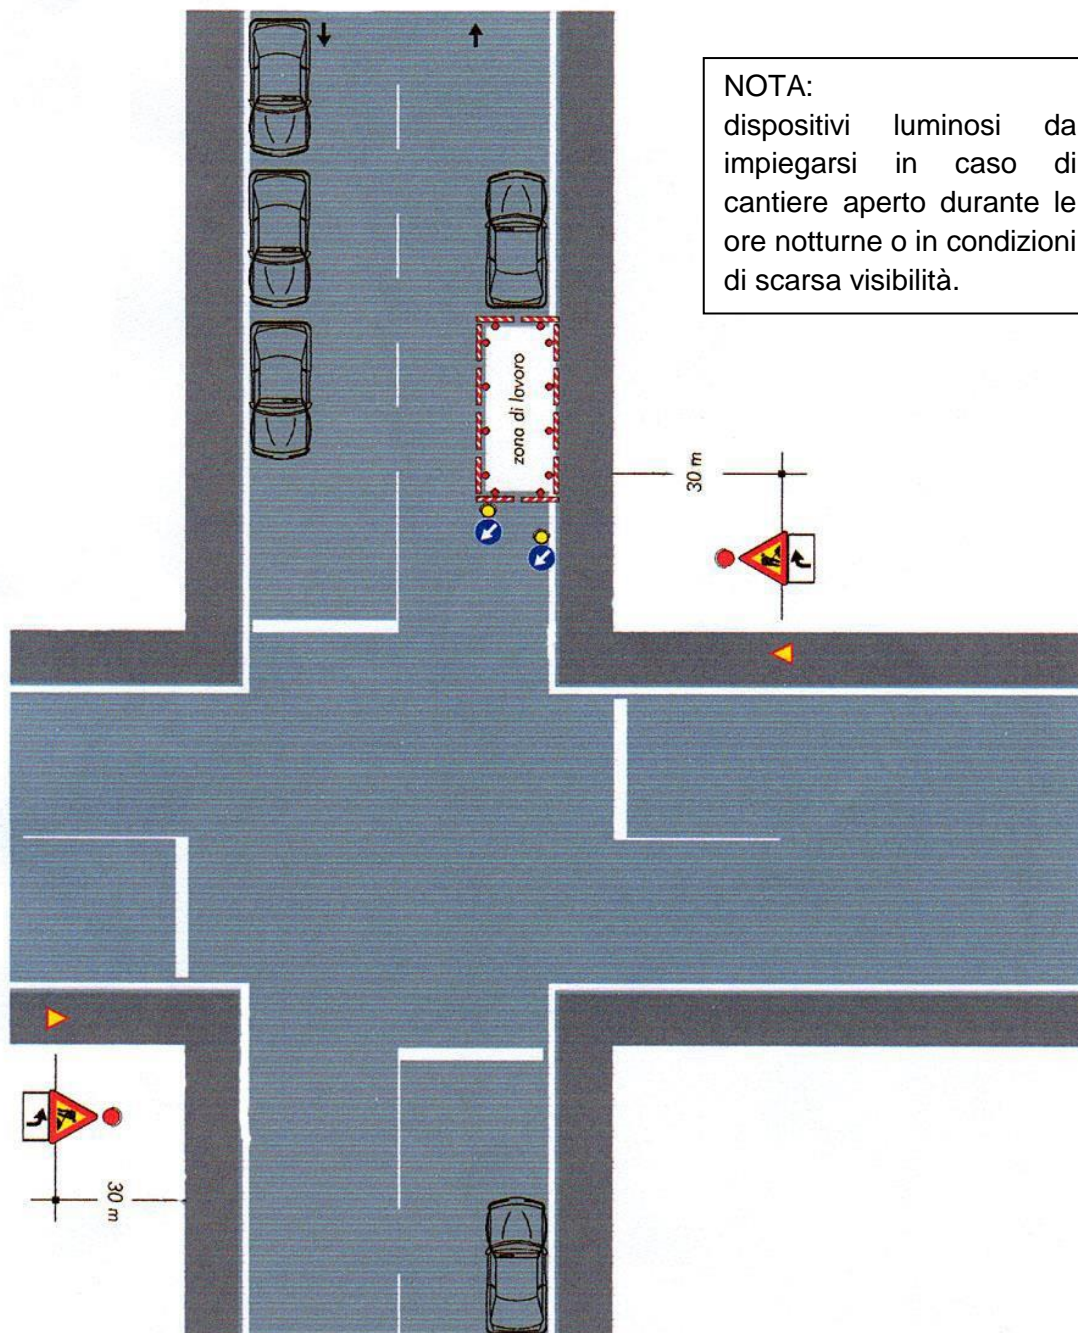 NOTA:
dispositivi luminosi da
impiegarsi in caso di
cantiere aperto durante le
ore notturne o in condizioni
di scarsa visibilità.
zona di lavoro
30 m
30 m